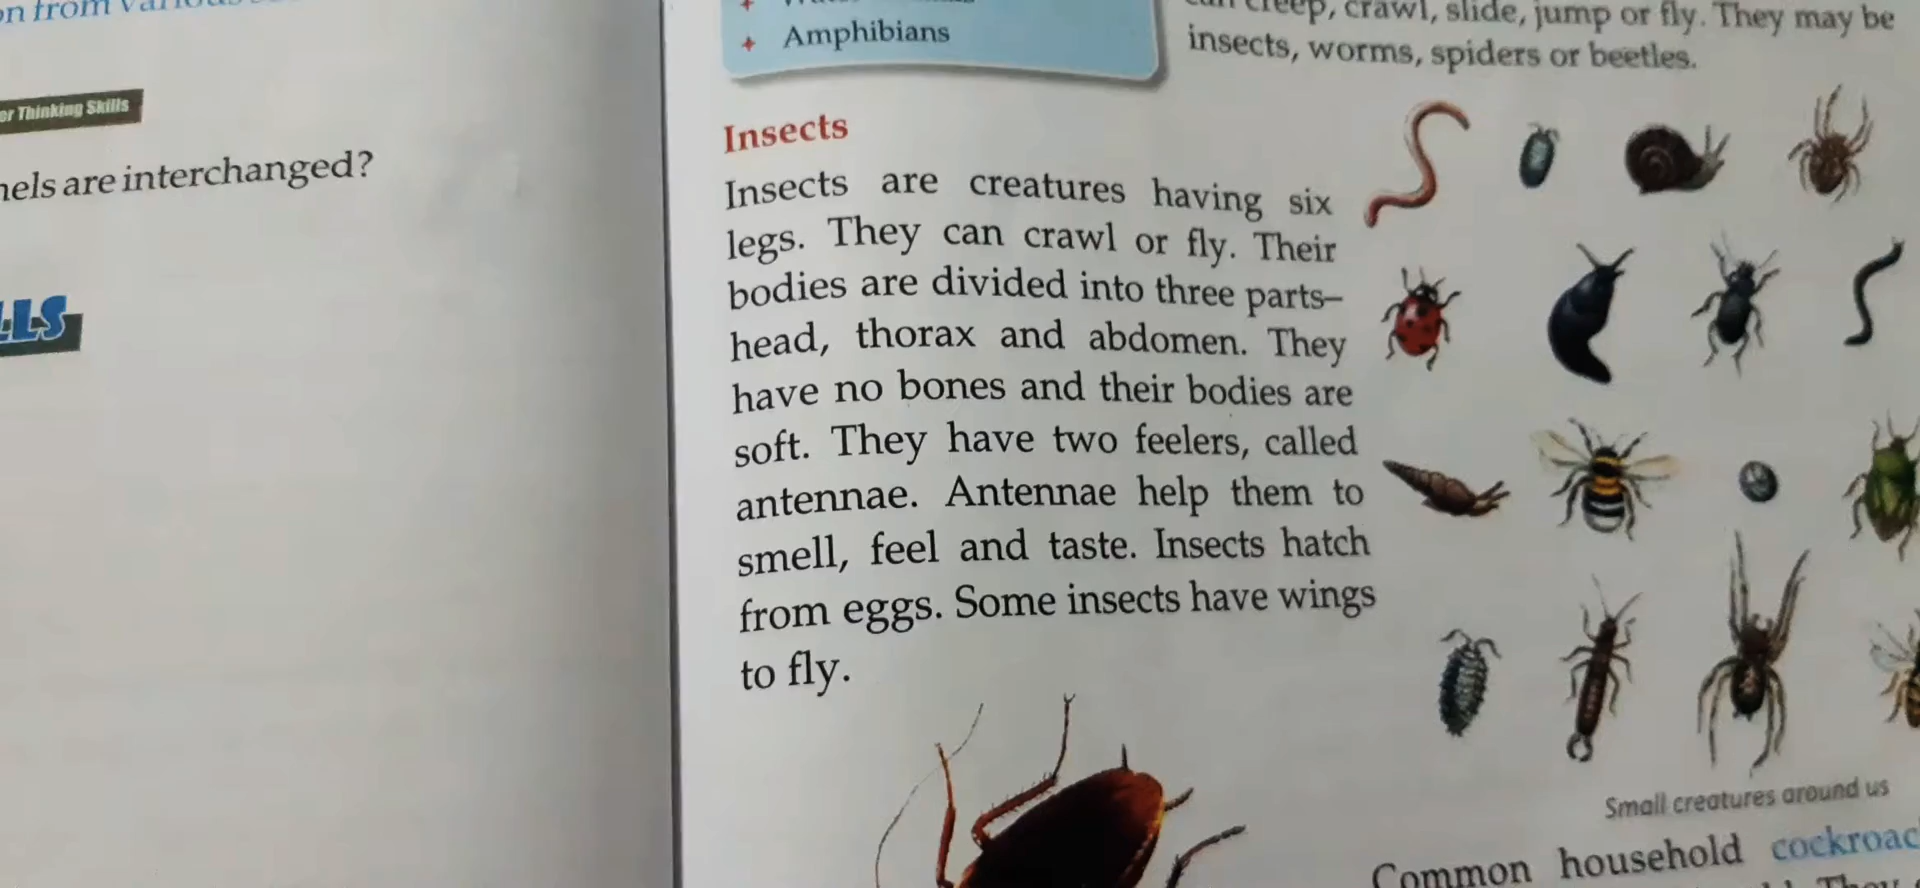 Thinking Skills
are interchanged?
Amphibians
creep, crawl, slide, jump or fly. They may be
insects, worms, spiders or beetles.
Insects
Insects are creatures having six
legs. They can crawl or fly. Their
bodies are divided into three parts–
head, thorax and abdomen. They
have no bones and their bodies are
soft. They have two feelers, called
antennae. Antennae help them to
smell, feel and taste. Insects hatch
from eggs. Some insects have wings
to fly.
Small creatures around us
Common household